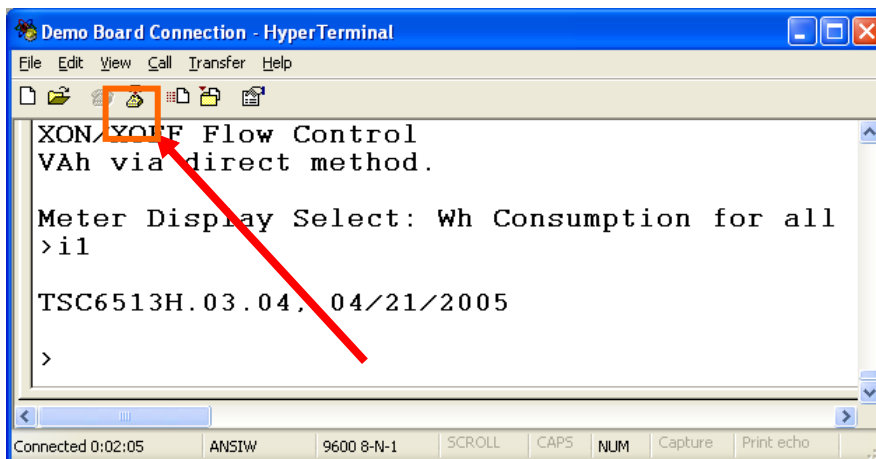 Demo Board Connection - HyperTerminal
File Edit View Call Transfer Help
XON/XOFF Flow Control
VAh via direct method.
Meter Display Select: Wh Consumption for all
>i1
TSC6513H.03.04, 04/21/2005
>
Connected 0:02:05 ANSIW 9600 8-N-1 SCROLL CAPS NUM Capture Print echo